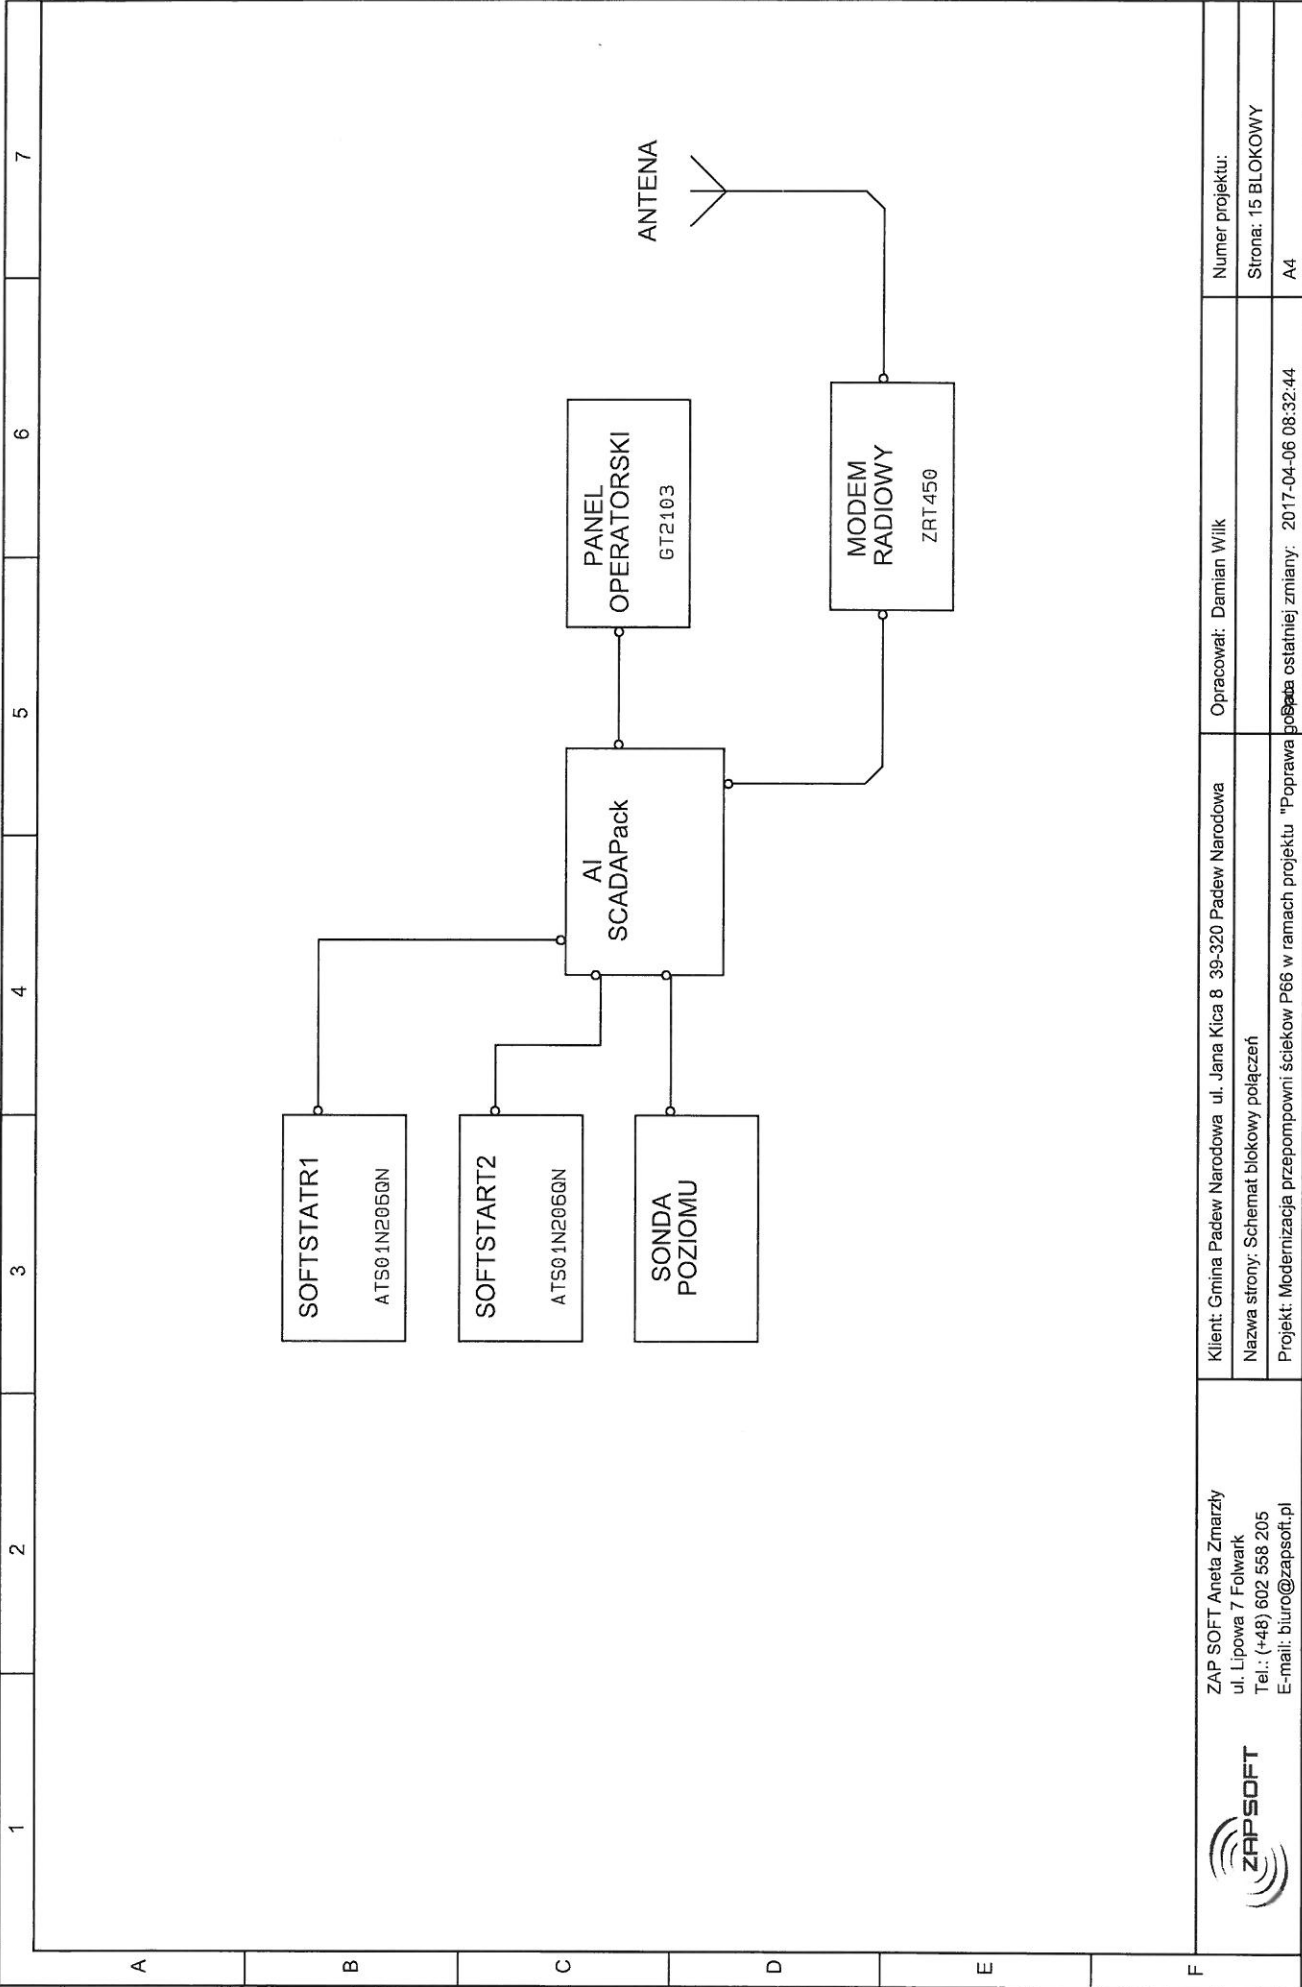 1
2
3
4
5
6
7
A
B
C
D
E
F
SOFTSTATR1
ATS01N206QN
SOFTSTART2
ATS01N206QN
SONDA
POZIOMU
AI
SCADAPack
PANEL
OPERATORSKI
GT2103
MODEM
RADIOWY
ZRT450
ANTENA
ZAPSOFT
ZAP SOFT Aneta Zmarzły
ul. Lipowa 7 Folwark
Tel.: (+48) 602 558 205
E-mail: biuro@zapsoft.pl
Klient: Gmina Padew Narodowa ul. Jana Kica 8 39-320 Padew Narodowa
Opracował: Damian Wilk
Numer projektu:
Nazwa strony: Schemat blokowy połączeń
Strona: 15 BLOKOWY
Projekt: Modernizacja przepompowni ściekow P66 w ramach projektu "Poprawa
ostatniej zmiany: 2017-04-06 08:32:44
A4